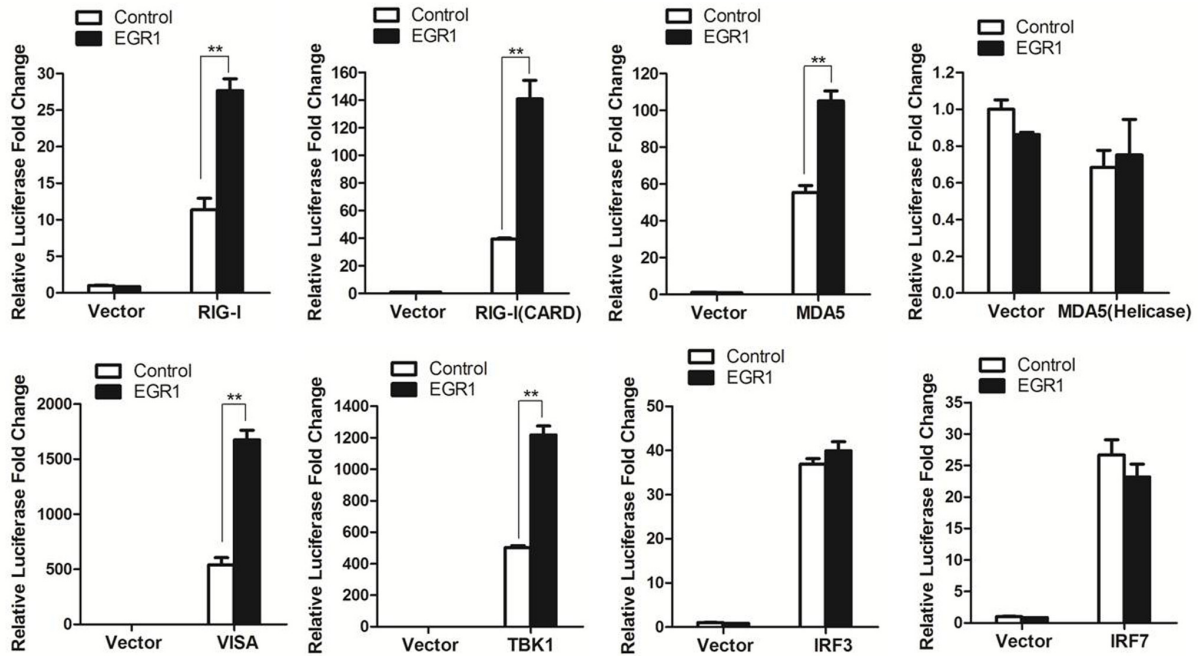 Control
EGR1
Relative Luciferase Fold Change
30
25
20
15
10
5
0
**
Vector
RIG-I
Control
EGR1
Relative Luciferase Fold Change
160
140
120
100
80
60
40
20
0
**
Vector
RIG-I(CARD)
Control
EGR1
Relative Luciferase Fold Change
120
100
80
60
40
20
0
**
Vector
MDA5
Control
EGR1
Relative Luciferase Fold Change
1.2
1.0
0.8
0.6
0.4
0.2
0.0
Vector
MDA5(Helicase)
Control
EGR1
Relative Luciferase Fold Change
2000
1500
1000
500
0
**
Vector
VISA
Control
EGR1
Relative Luciferase Fold Change
1400
1200
1000
800
600
400
200
0
**
Vector
TBK1
Control
EGR1
Relative Luciferase Fold Change
50
40
30
20
10
0
Vector
IRF3
Control
EGR1
Relative Luciferase Fold Change
35
30
25
20
15
10
5
0
Vector
IRF7